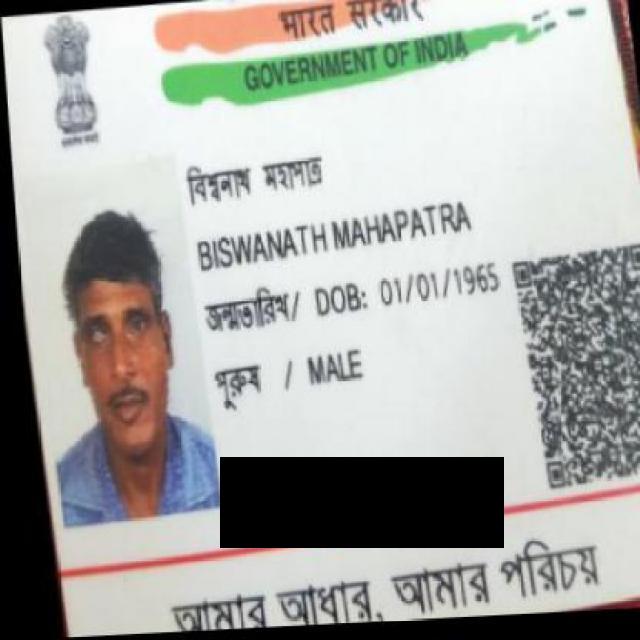 भारत सरकार
GOVERNMENT OF INDIA
বিশ্বনাথ মহাপাত্র
BISWANATH MAHAPATRA
জন্মতারিখ/ DOB: 01/01/1965
পুরুষ / MALE
আমার আধার, আমার পরিচয়